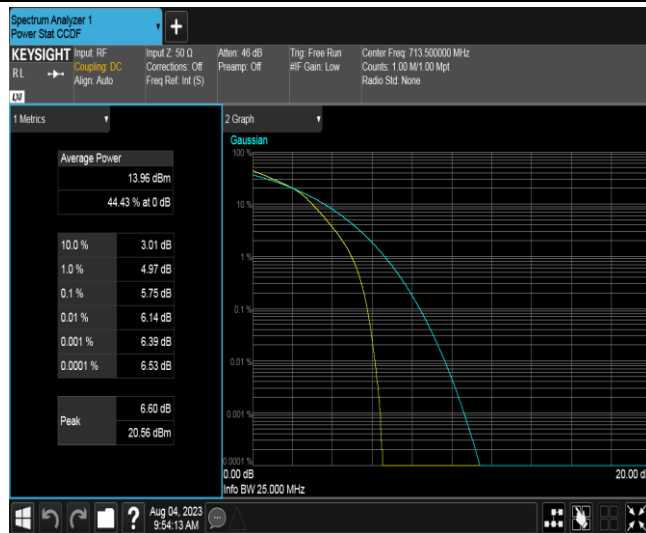 Spectrum Analyzer 1
Power Stat CCDF
+
KEYSIGHT
RL
Input: RF
Coupling: DC
Align: Auto
Input Z: 50 Ω
Corrections: Off
Freq Ref: Int (S)
Atten: 46 dB
Preamp: Off
Trig: Free Run
#IF Gain: Low
Center Freq: 713.500000 MHz
Counts: 1.00 M/1.00 Mpt
Radio Std: None
1 Metrics
Average Power
13.96 dBm
44.43 % at 0 dB
10.0 % 3.01 dB
1.0 % 4.97 dB
0.1 % 5.75 dB
0.01 % 6.14 dB
0.001 % 6.39 dB
0.0001 % 6.53 dB
Peak
6.60 dB
20.56 dBm
2 Graph
Gaussian
100 %
10 %
1 %
0.1 %
0.01 %
0.001 %
0.0001 %
0.00 dB
20.00 d
Info BW 25.000 MHz
?
Aug 04, 2023
9:54:13 AM